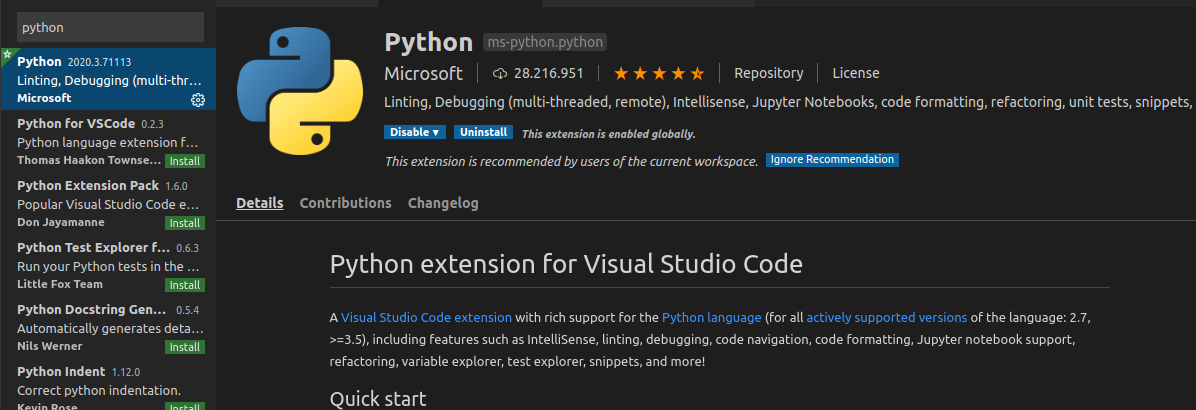 python
Python 2020.3.71113
Linting, Debugging (multi-thr…
Microsoft
Python for VSCode 0.2.3
Python language extension f…
Thomas Haakon Townse… Install
Python Extension Pack 1.6.0
Popular Visual Studio Code e…
Don Jayamanne Install
Python Test Explorer f… 0.6.3
Run your Python tests in the …
Little Fox Team Install
Python Docstring Gen… 0.5.4
Automatically generates deta…
Nils Werner Install
Python Indent 1.12.0
Correct python indentation.
Kevin Rose Install
Python ms-python.python
Microsoft 28.216.951 Repository License
Linting, Debugging (multi-threaded, remote), Intellisense, Jupyter Notebooks, code formatting, refactoring, unit tests, snippets,
Disable ▾ Uninstall This extension is enabled globally.
This extension is recommended by users of the current workspace. Ignore Recommendation
Details Contributions Changelog
Python extension for Visual Studio Code
A Visual Studio Code extension with rich support for the Python language (for all actively supported versions of the language: 2.7,
>=3.5), including features such as IntelliSense, linting, debugging, code navigation, code formatting, Jupyter notebook support,
refactoring, variable explorer, test explorer, snippets, and more!
Quick start